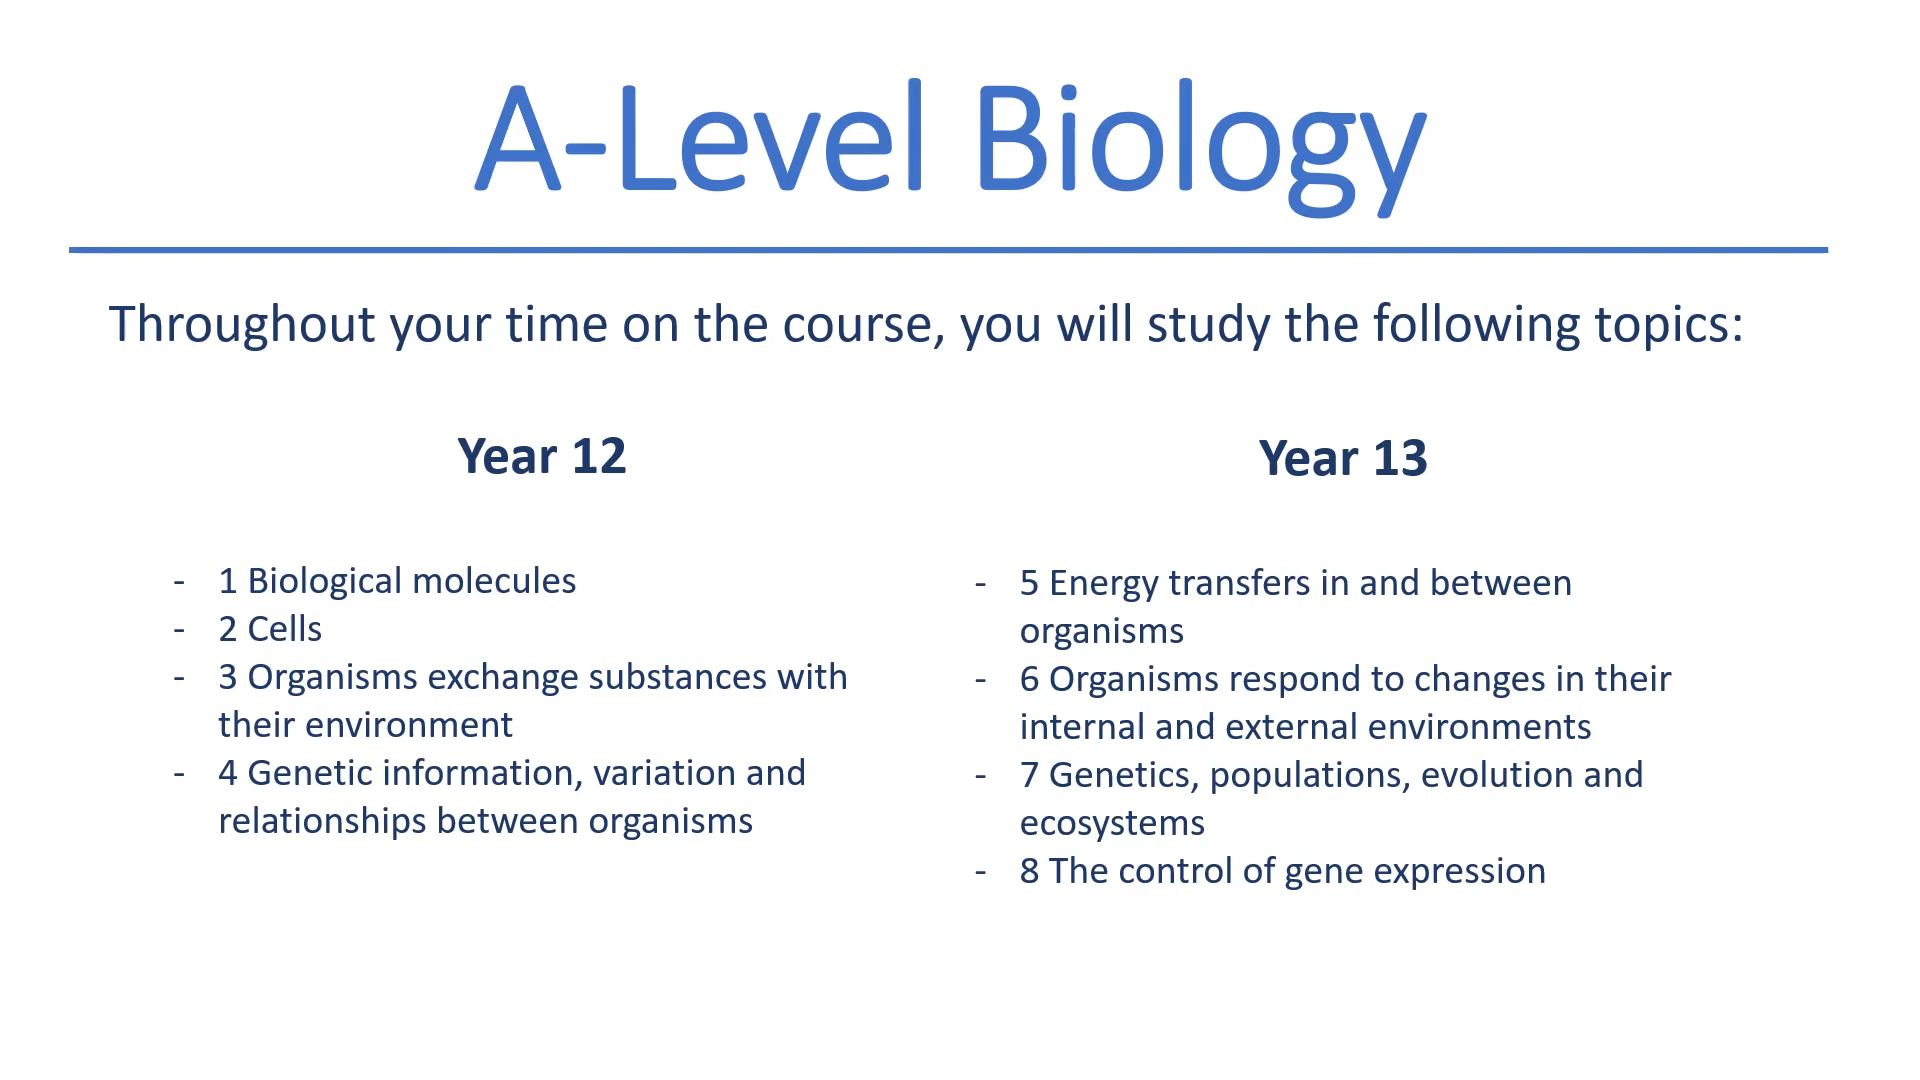 A-Level Biology
Throughout your time on the course, you will study the following topics:
Year 12
- 1 Biological molecules
- 2 Cells
- 3 Organisms exchange substances with
their environment
- 4 Genetic information, variation and
relationships between organisms
Year 13
- 5 Energy transfers in and between
organisms
- 6 Organisms respond to changes in their
internal and external environments
- 7 Genetics, populations, evolution and
ecosystems
- 8 The control of gene expression